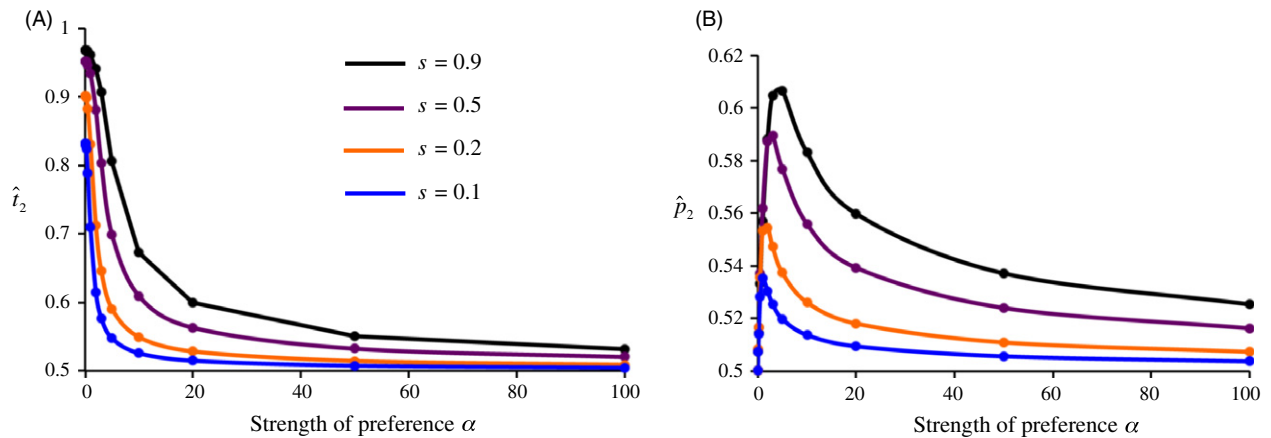 (A)
1
0.9
0.8
0.7
0.6
0.5
t̂₂
0
20
40
60
80
100
Strength of preference α
s = 0.9
s = 0.5
s = 0.2
s = 0.1
(B)
0.62
0.6
0.58
0.56
0.54
0.52
0.5
p̂₂
0
20
40
60
80
100
Strength of preference α